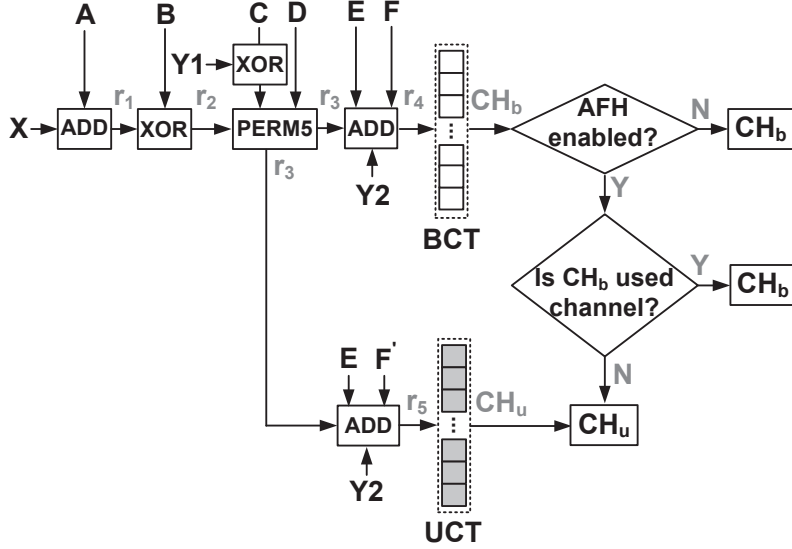 A
B
C
D
E
F
Y1
XOR
X
ADD
r1
XOR
r2
PERM5
r3
ADD
r4
CHb
AFH
enabled?
N
CHb
r3
Y2
BCT
Y
Is CHb used
channel?
Y
CHb
N
E
F'
ADD
r5
CHu
CHu
Y2
UCT